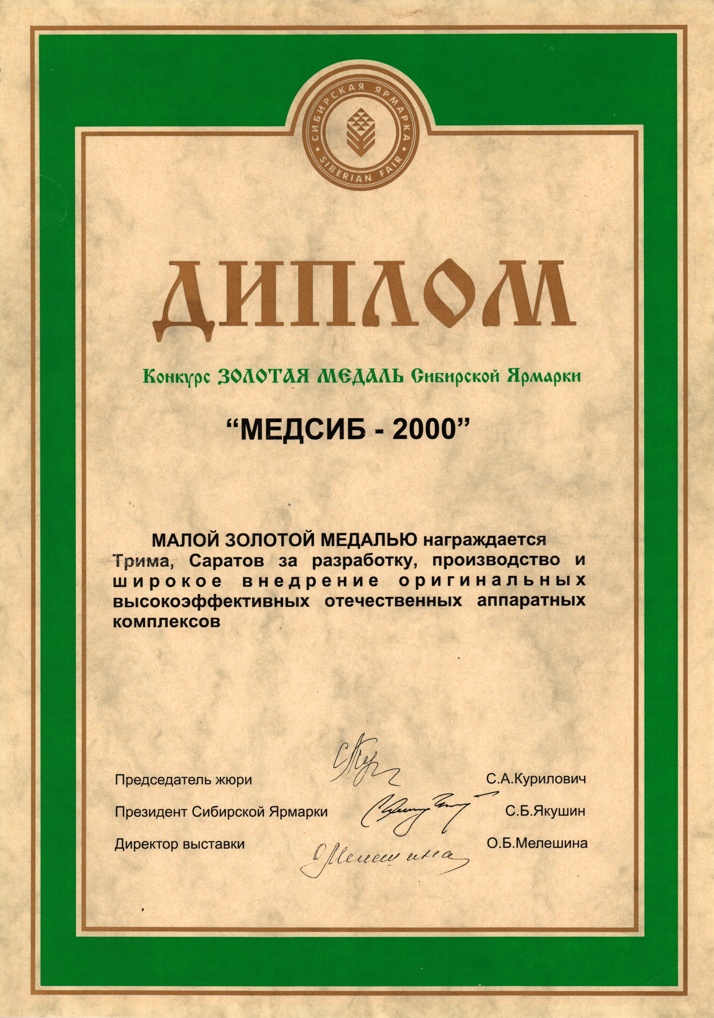 СИБИРСКАЯ ЯРМАРКА
SIBERIAN FAIR
ДИПЛОМ
Конкурс ЗОЛОТАЯ МЕДАЛЬ Сибирской Ярмарки
“МЕДСИБ - 2000”
МАЛОЙ ЗОЛОТОЙ МЕДАЛЬЮ награждается
Трима, Саратов за разработку, производство и
широкое внедрение оригинальных
высокоэффективных отечественных аппаратных
комплексов
Председатель жюри С.А.Курилович
Президент Сибирской Ярмарки С.Б.Якушин
Директор выставки О.Б.Мелешина